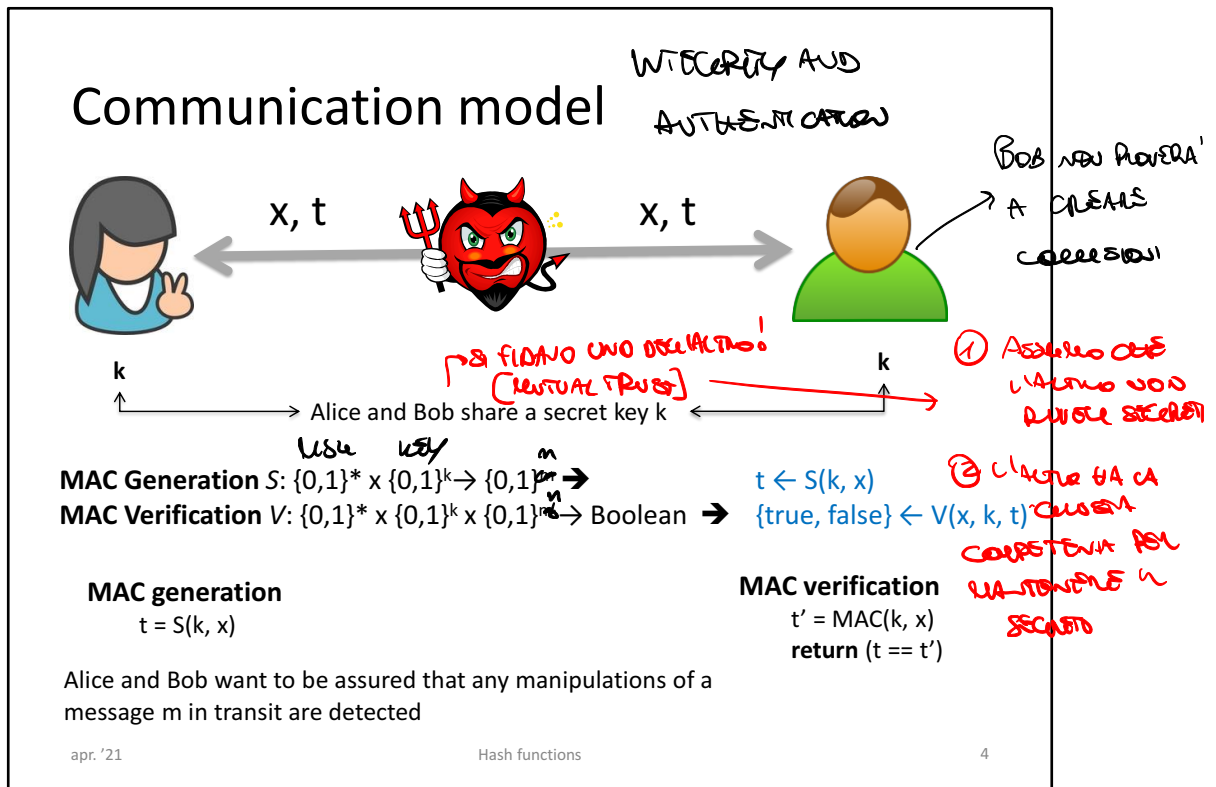 INTEGRITY AND
Communication model
AUTHENTICATION
BOB NON PROVERA'
A CREARE
COLLISIONI
x, t
x, t
k
k
SI FIDANO UNO DELL'ALTRO!
[MUTUAL TRUST]
① ASSUMO CHE
L'ALTRO NON
RIVELI SEGRETI
Alice and Bob share a secret key k
KEY
n
MAC Generation S: {0,1}* x {0,1}k→ {0,1} ➔ t ← S(k, x)
n
MAC Verification V: {0,1}* x {0,1}k x {0,1} → Boolean ➔ {true, false} ← V(x, k, t)
② L'ALTRO HA LA
GIUSTA
COMPETENZA PER
MANTENERE IL
SEGRETO
MAC generation
t = S(k, x)
MAC verification
t’ = MAC(k, x)
return (t == t’)
Alice and Bob want to be assured that any manipulations of a
message m in transit are detected
apr. ’21
Hash functions
4